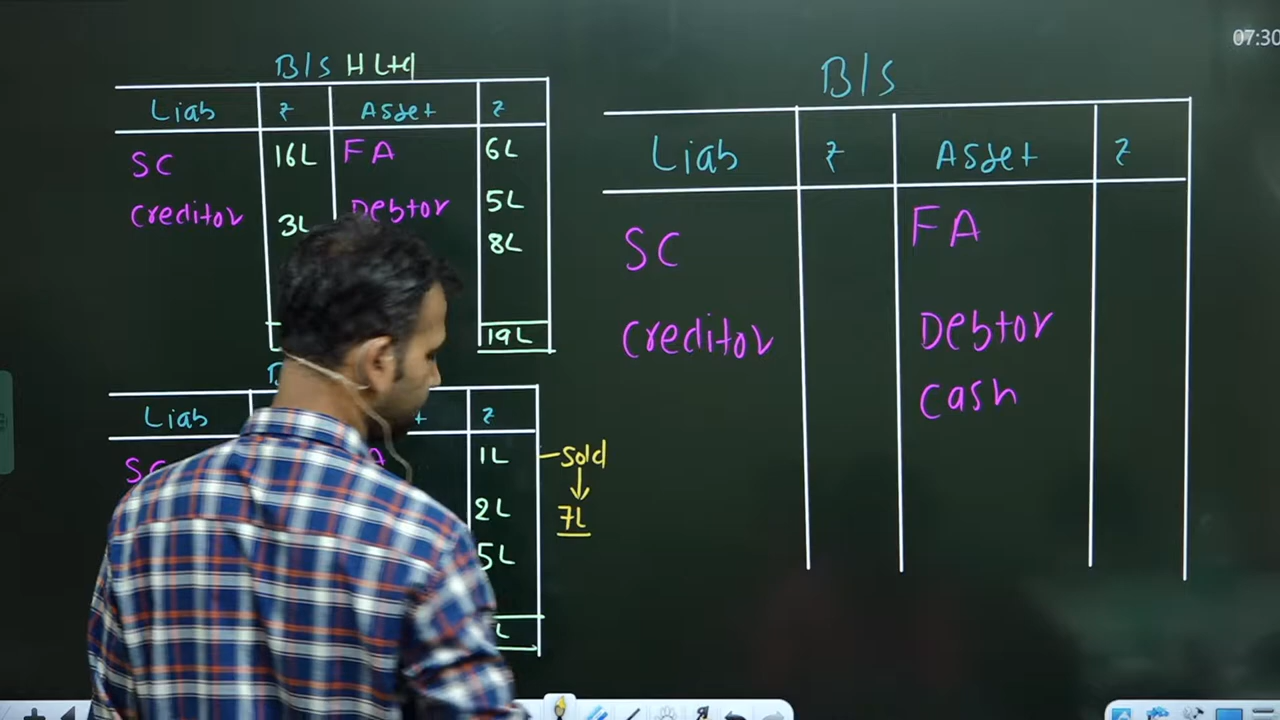 07:30
B/S H Ltd
Liab ₹ Asset ₹
SC 16L FA 6L
Creditor 3L Debtor 5L
8L
19L
Liab ₹
SC 1L
2L
5L
L
Sold
7L
B/S
Liab ₹ Asset ₹
SC FA
Creditor Debtor
Cash